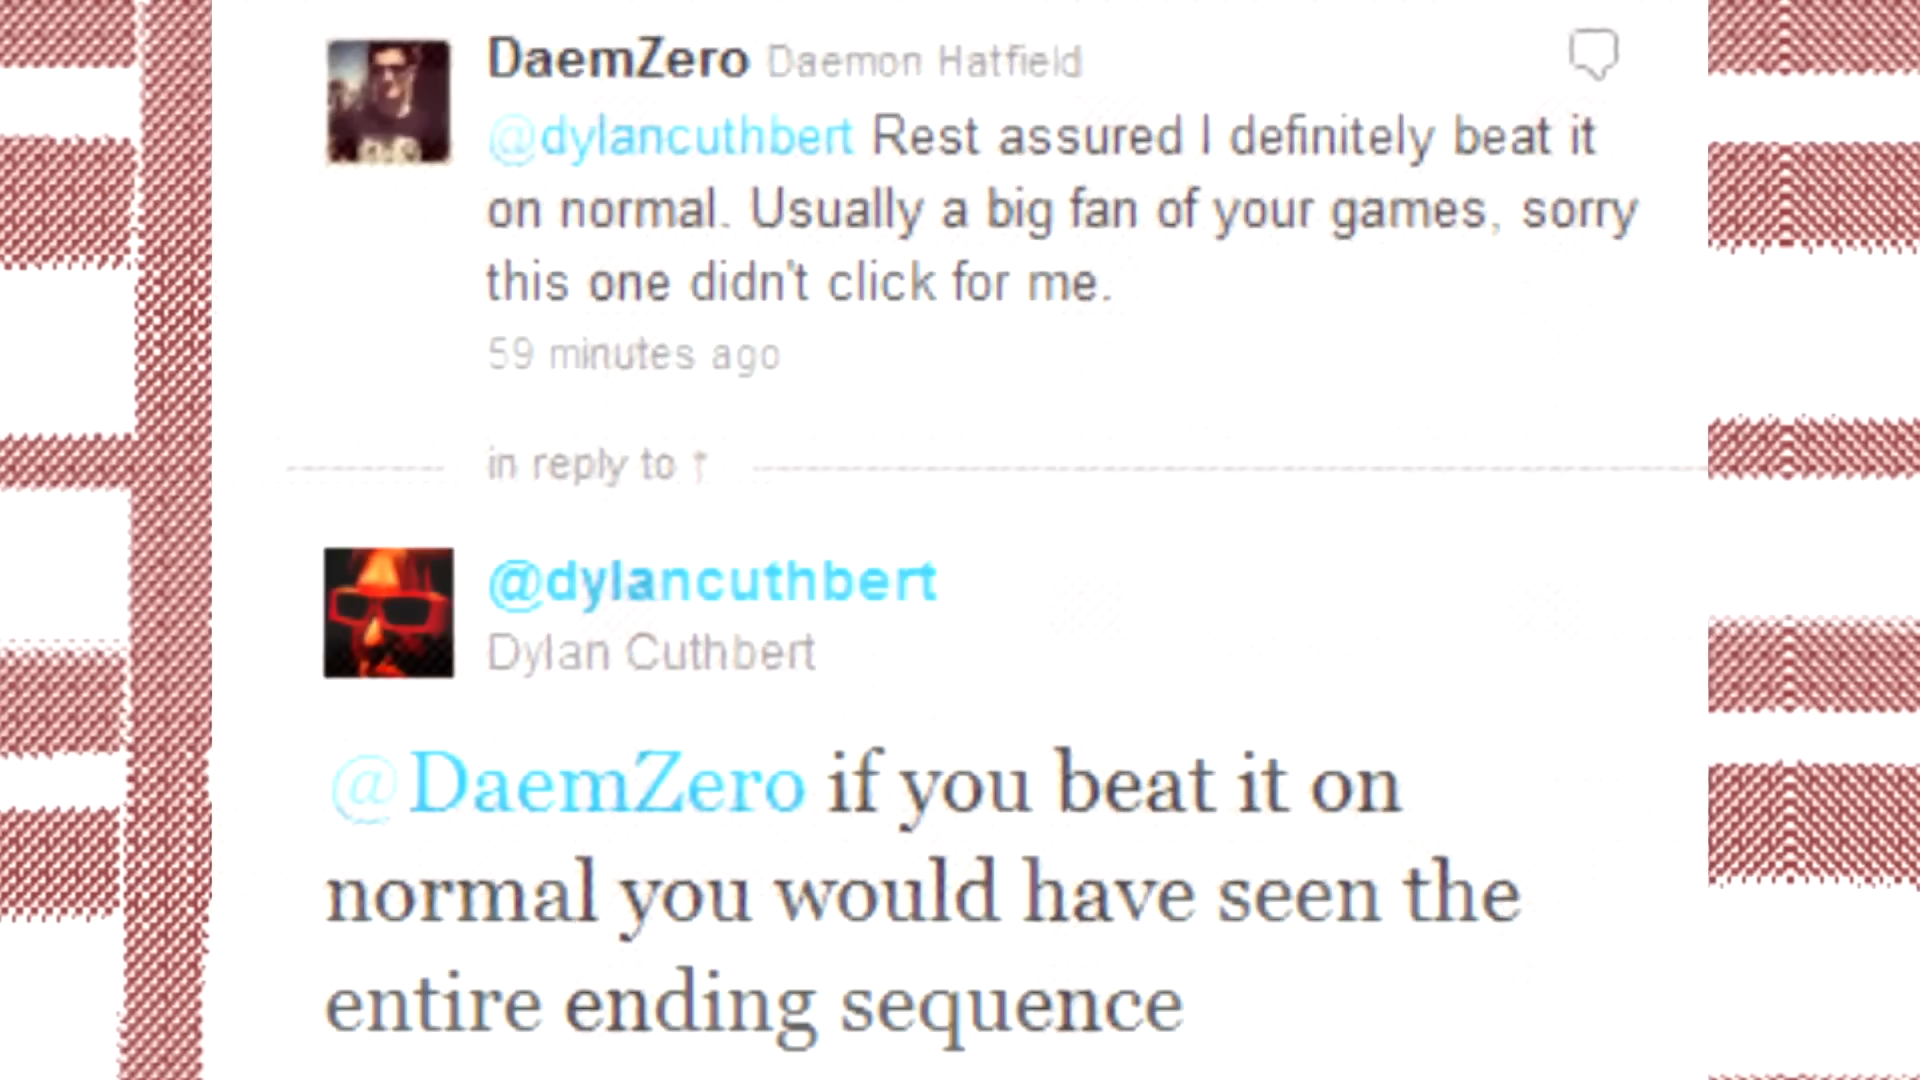 DaemZero Daemon Hatfield
@dylancuthbert Rest assured I definitely beat it
on normal. Usually a big fan of your games, sorry
this one didn't click for me.
59 minutes ago
in reply to ↑
@dylancuthbert
Dylan Cuthbert
@DaemZero if you beat it on
normal you would have seen the
entire ending sequence